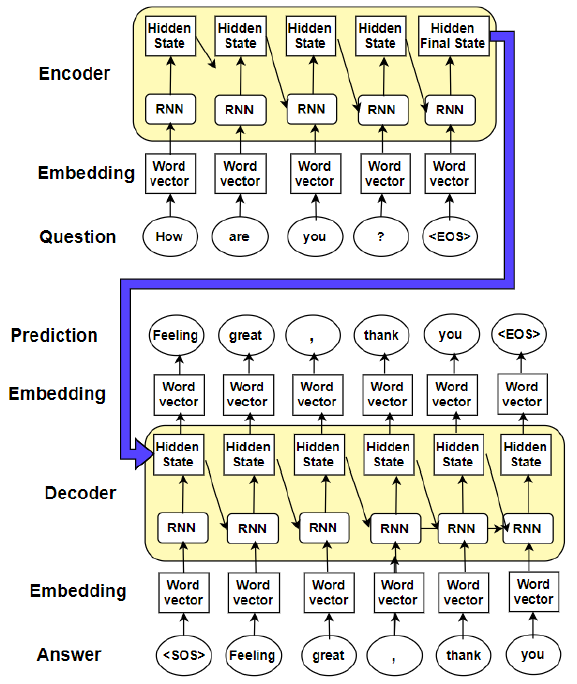 Encoder
Hidden State Hidden State Hidden State Hidden State Hidden Final State
RNN RNN RNN RNN RNN
Embedding Word vector Word vector Word vector Word vector Word vector
Question How are you ? <EOS>
Prediction Feeling great , thank you <EOS>
Embedding Word vector Word vector Word vector Word vector Word vector Word vector
Decoder
Hidden State Hidden State Hidden State Hidden State Hidden State Hidden State
RNN RNN RNN RNN RNN RNN
Embedding Word vector Word vector Word vector Word vector Word vector Word vector
Answer <SOS> Feeling great , thank you